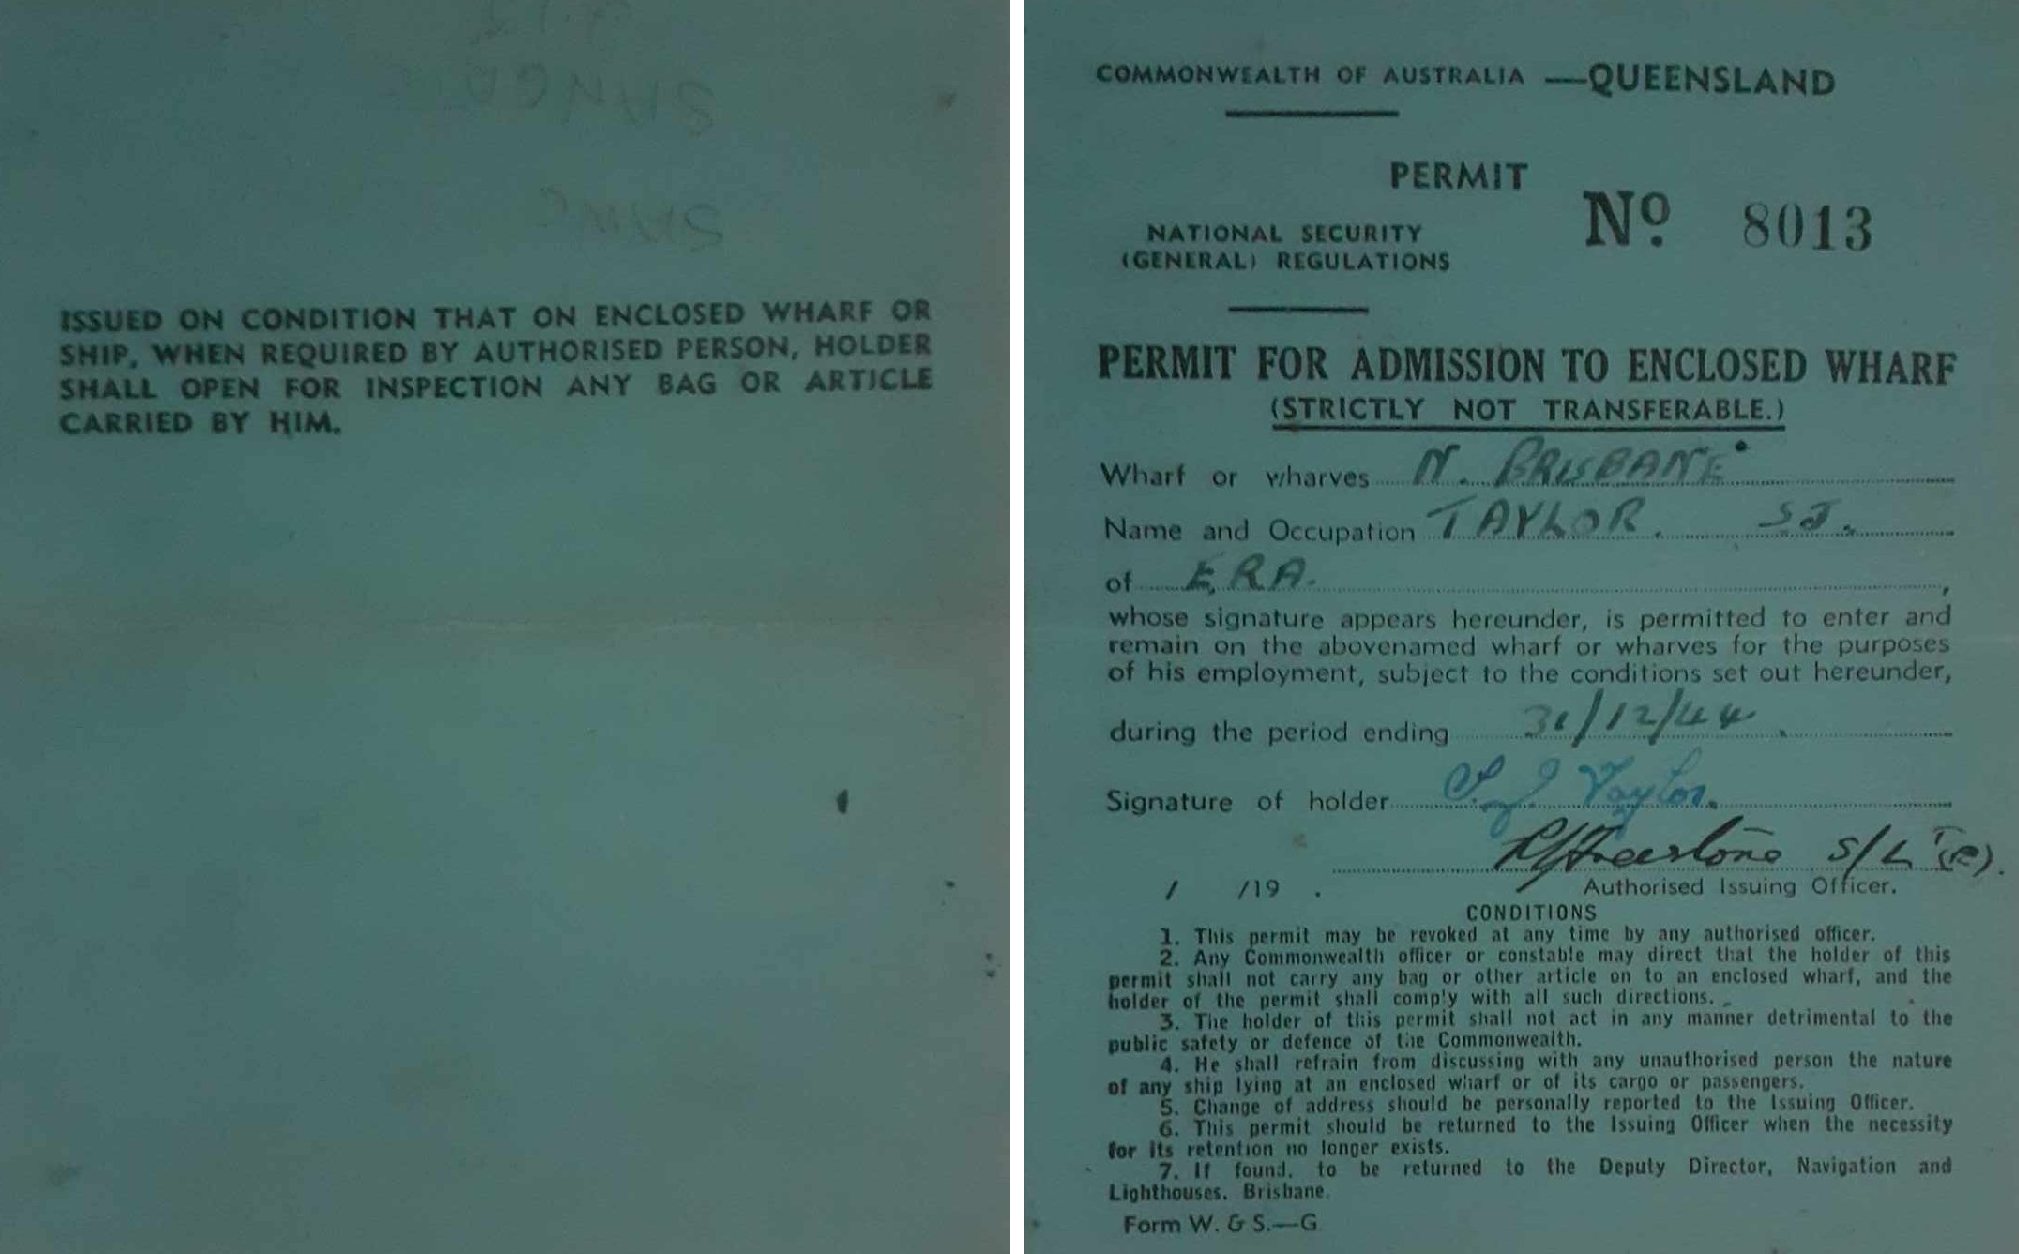 ISSUED ON CONDITION THAT ON ENCLOSED WHARF OR
SHIP, WHEN REQUIRED BY AUTHORISED PERSON, HOLDER
SHALL OPEN FOR INSPECTION ANY BAG OR ARTICLE
CARRIED BY HIM.
COMMONWEALTH OF AUSTRALIA —QUEENSLAND
PERMIT
NATIONAL SECURITY
(GENERAL) REGULATIONS
No. 8013
PERMIT FOR ADMISSION TO ENCLOSED WHARF
(STRICTLY NOT TRANSFERABLE.)
Wharf or wharves N. BRISBANE
Name and Occupation TAYLOR. SJ.
of ERA.,
whose signature appears hereunder, is permitted to enter and
remain on the abovenamed wharf or wharves for the purposes
of his employment, subject to the conditions set out hereunder,
during the period ending 31/12/44
Signature of holder S J Taylor.
Freestone S/L (R).
/ /19 . Authorised Issuing Officer.
CONDITIONS
1. This permit may be revoked at any time by any authorised officer.
2. Any Commonwealth officer or constable may direct that the holder of this
permit shall not carry any bag or other article on to an enclosed wharf, and the
holder of the permit shall comply with all such directions.
3. The holder of this permit shall not act in any manner detrimental to the
public safety or defence of the Commonwealth.
4. He shall refrain from discussing with any unauthorised person the nature
of any ship lying at an enclosed wharf or of its cargo or passengers.
5. Change of address should be personally reported to the Issuing Officer.
6. This permit should be returned to the Issuing Officer when the necessity
for its retention no longer exists.
7. If found, to be returned to the Deputy Director, Navigation and
Lighthouses, Brisbane.
Form W. & S.—G